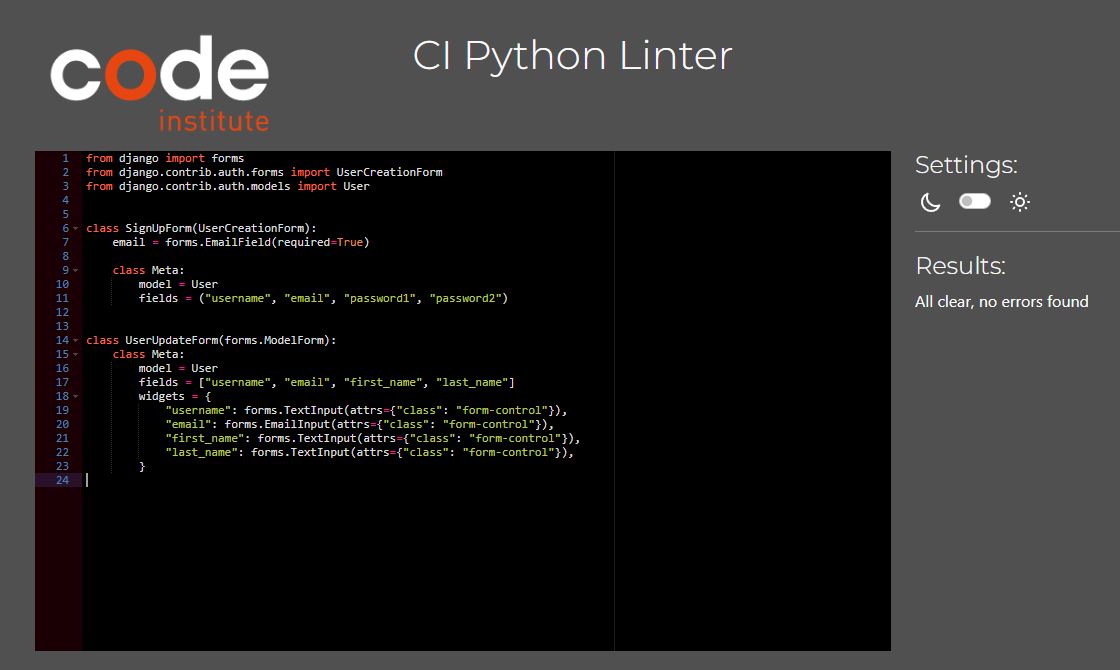 code
institute
CI Python Linter
1 from django import forms
2 from django.contrib.auth.forms import UserCreationForm
3 from django.contrib.auth.models import User
4
5
6 class SignUpForm(UserCreationForm):
7     email = forms.EmailField(required=True)
8
9     class Meta:
10         model = User
11         fields = ("username", "email", "password1", "password2")
12
13
14 class UserUpdateForm(forms.ModelForm):
15     class Meta:
16         model = User
17         fields = ["username", "email", "first_name", "last_name"]
18         widgets = {
19             "username": forms.TextInput(attrs={"class": "form-control"}),
20             "email": forms.EmailInput(attrs={"class": "form-control"}),
21             "first_name": forms.TextInput(attrs={"class": "form-control"}),
22             "last_name": forms.TextInput(attrs={"class": "form-control"}),
23         }
24
Settings:
Results:
All clear, no errors found